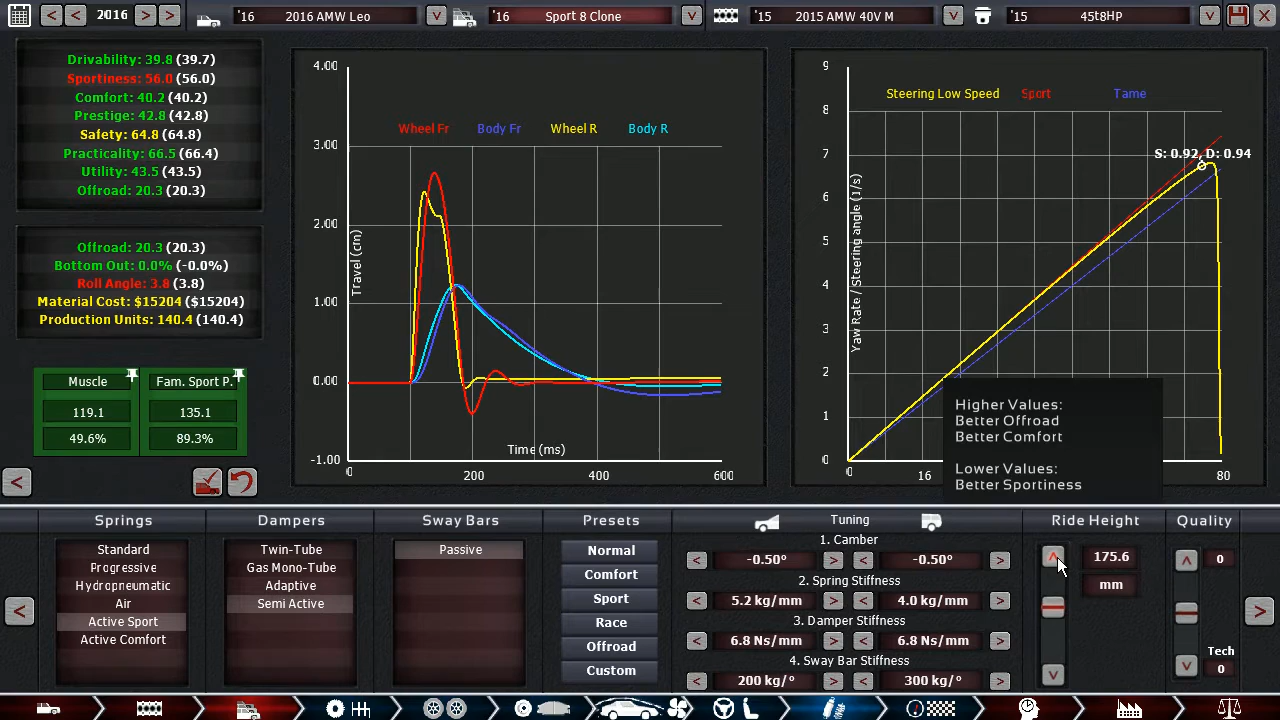 2016
'16 2016 AMW Leo
'16 Sport 8 Clone
'15 2015 AMW 40V M
'15 45t8HP
Drivability: 39.8 (39.7)
Sportiness: 56.0 (56.0)
Comfort: 40.2 (40.2)
Prestige: 42.8 (42.8)
Safety: 64.8 (64.8)
Practicality: 66.5 (66.4)
Utility: 43.5 (43.5)
Offroad: 20.3 (20.3)
Offroad: 20.3 (20.3)
Bottom Out: 0.0% (-0.0%)
Roll Angle: 3.8 (3.8)
Material Cost: $15204 ($15204)
Production Units: 140.4 (140.4)
Muscle
119.1
49.6%
Fam. Sport P.
135.1
89.3%
4.00
3.00
2.00
1.00
0.00
-1.00
Wheel Fr Body Fr Wheel R Body R
Travel (cm)
Time (ms)
0 200 400 600
9
8
7
6
5
4
3
2
1
0
Steering Low Speed Sport Tame
S: 0.92, D: 0.94
Yaw Rate / Steering angle (1/s)
0 16 80
Higher Values:
Better Offroad
Better Comfort
Lower Values:
Better Sportiness
Springs
Standard
Progressive
Hydropneumatic
Air
Active Sport
Active Comfort
Dampers
Twin-Tube
Gas Mono-Tube
Adaptive
Semi Active
Sway Bars
Passive
Presets
Normal
Comfort
Sport
Race
Offroad
Custom
Tuning
1. Camber
-0.50° -0.50°
2. Spring Stiffness
5.2 kg/mm 4.0 kg/mm
3. Damper Stiffness
6.8 Ns/mm 6.8 Ns/mm
4. Sway Bar Stiffness
200 kg/° 300 kg/°
Ride Height
175.6
mm
Quality
0
Tech
0